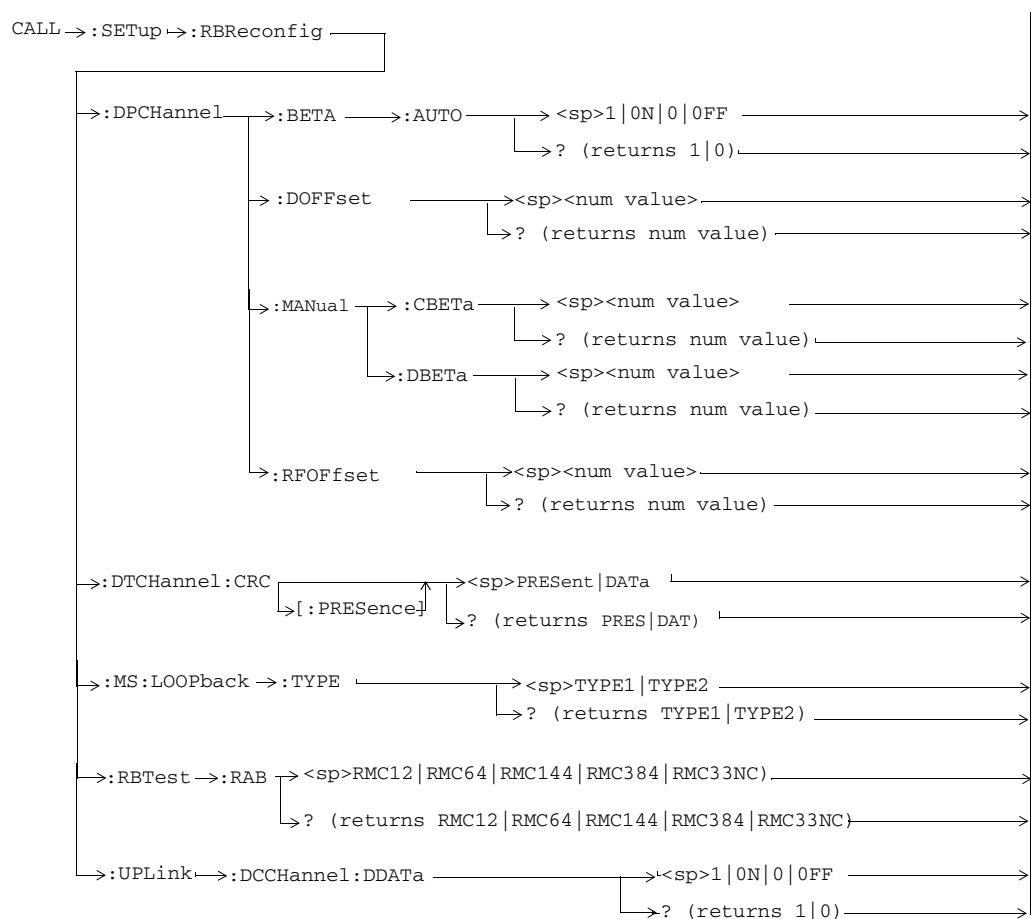 CALL :SETup :RBReconfig
:DPCHannel :BETA :AUTO <sp>1|0N|0|0FF
? (returns 1|0)
:DOFFset <sp><num value>
? (returns num value)
:MANual :CBETa <sp><num value>
? (returns num value)
:DBETa <sp><num value>
? (returns num value)
:RFOFfset <sp><num value>
? (returns num value)
:DTCHannel:CRC <sp>PRESent|DATa
[:PRESence] ? (returns PRES|DAT)
:MS:LOOPback :TYPE <sp>TYPE1|TYPE2
? (returns TYPE1|TYPE2)
:RBTest :RAB <sp>RMC12|RMC64|RMC144|RMC384|RMC33NC)
? (returns RMC12|RMC64|RMC144|RMC384|RMC33NC)
:UPLink :DCCHannel:DDATa <sp>1|0N|0|0FF
? (returns 1|0)